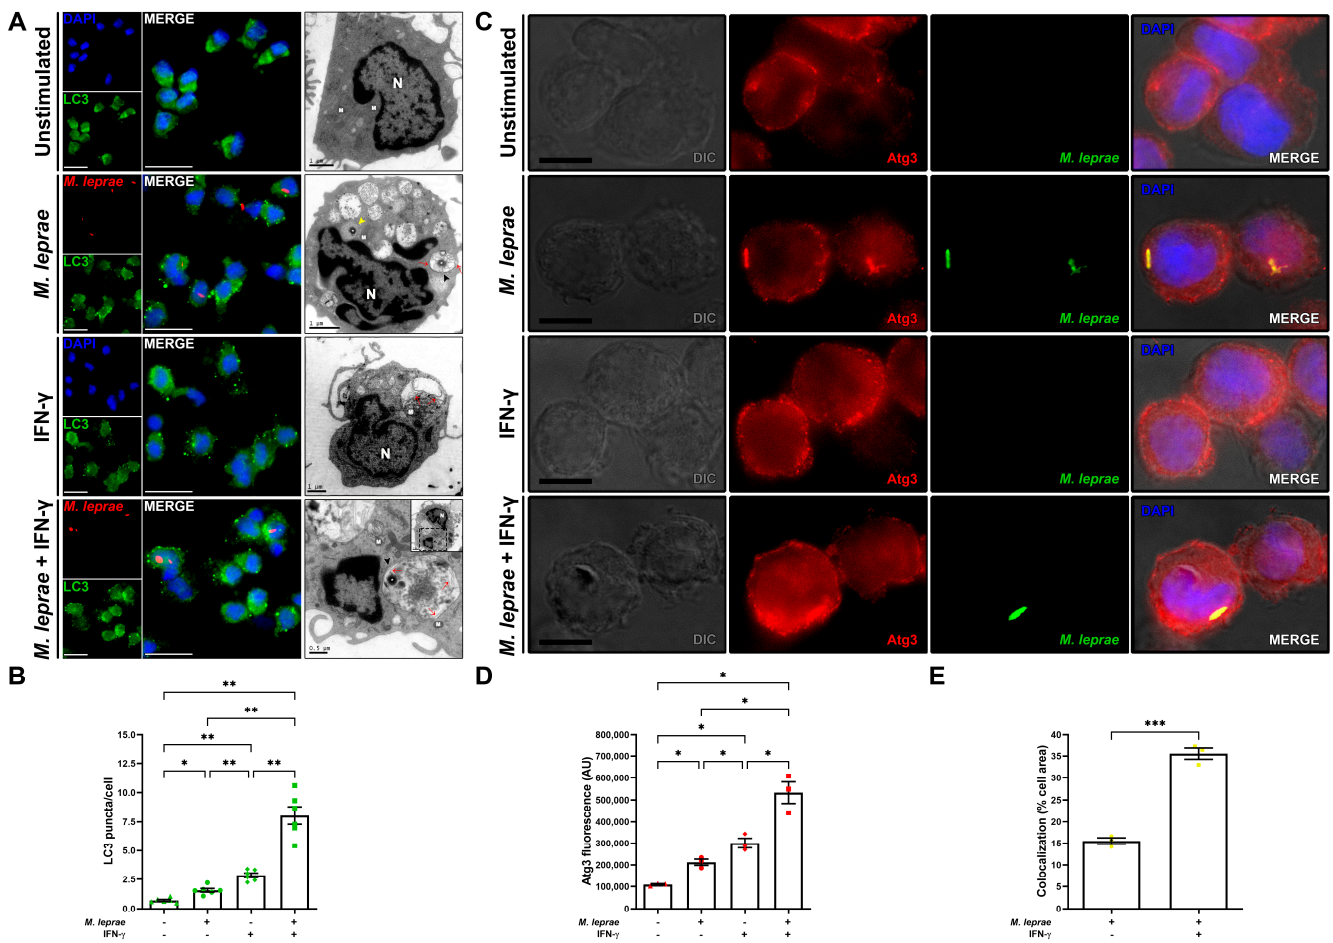 A
Unstimulated
DAPI
LC3
MERGE
N
M
M
1 µm
M. leprae
M. leprae
LC3
MERGE
M
M
N
1 µm
IFN-γ
DAPI
LC3
MERGE
M
N
1 µm
M. leprae + IFN-γ
M. leprae
LC3
MERGE
M
N
M
0.5 µm
C
Unstimulated
DIC
Atg3
M. leprae
DAPI
MERGE
M. leprae
DIC
Atg3
M. leprae
DAPI
MERGE
IFN-γ
DIC
Atg3
M. leprae
DAPI
MERGE
M. leprae + IFN-γ
DIC
Atg3
M. leprae
DAPI
MERGE
B
**
**
**
* ** **
LC3 puncta/cell
15.0
12.5
10.0
7.5
5.0
2.5
0.0
M. leprae - + - +
IFN-γ - - + +
D
*
*
*
* * *
Atg3 fluorescence (AU)
800,000
700,000
600,000
500,000
400,000
300,000
200,000
100,000
0
M. leprae - + - +
IFN-γ - - + +
E
***
Colocalization (% cell area)
40
35
30
25
20
15
10
5
0
M. leprae + +
IFN-γ - +